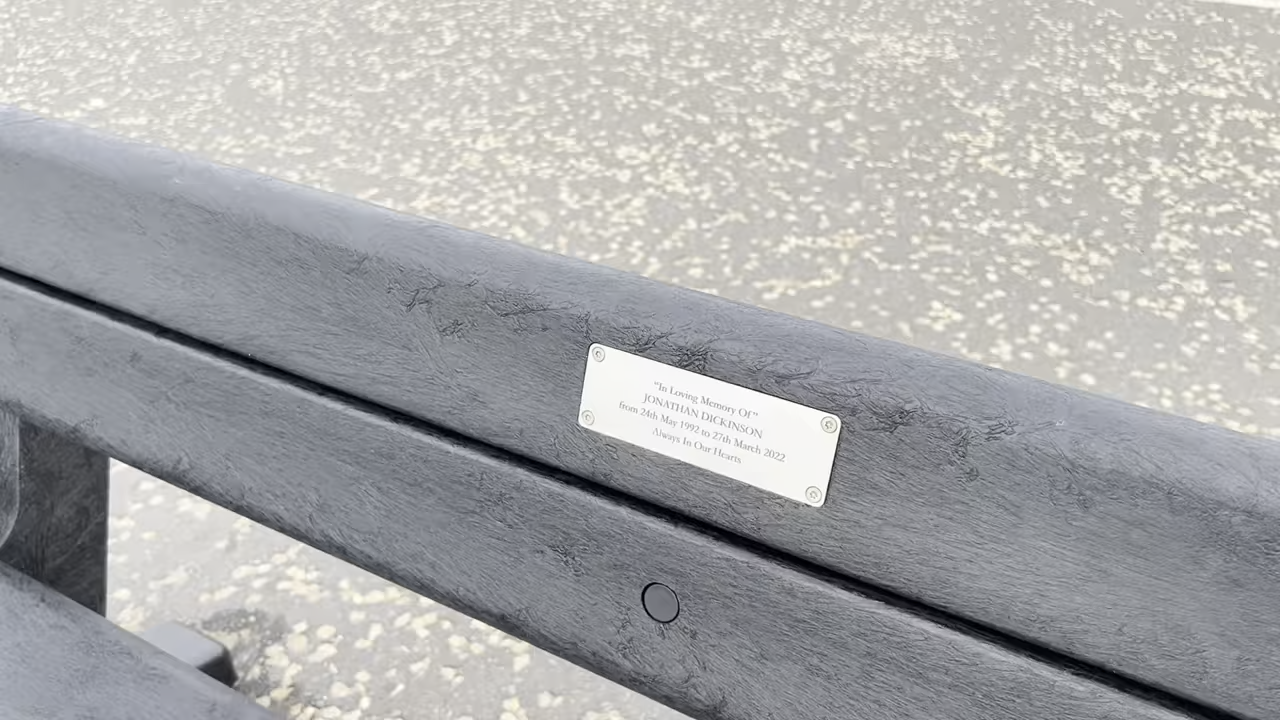 "In Loving Memory Of"
JONATHAN DICKINSON
from 24th May 1992 to 27th March 2022
Always In Our Hearts